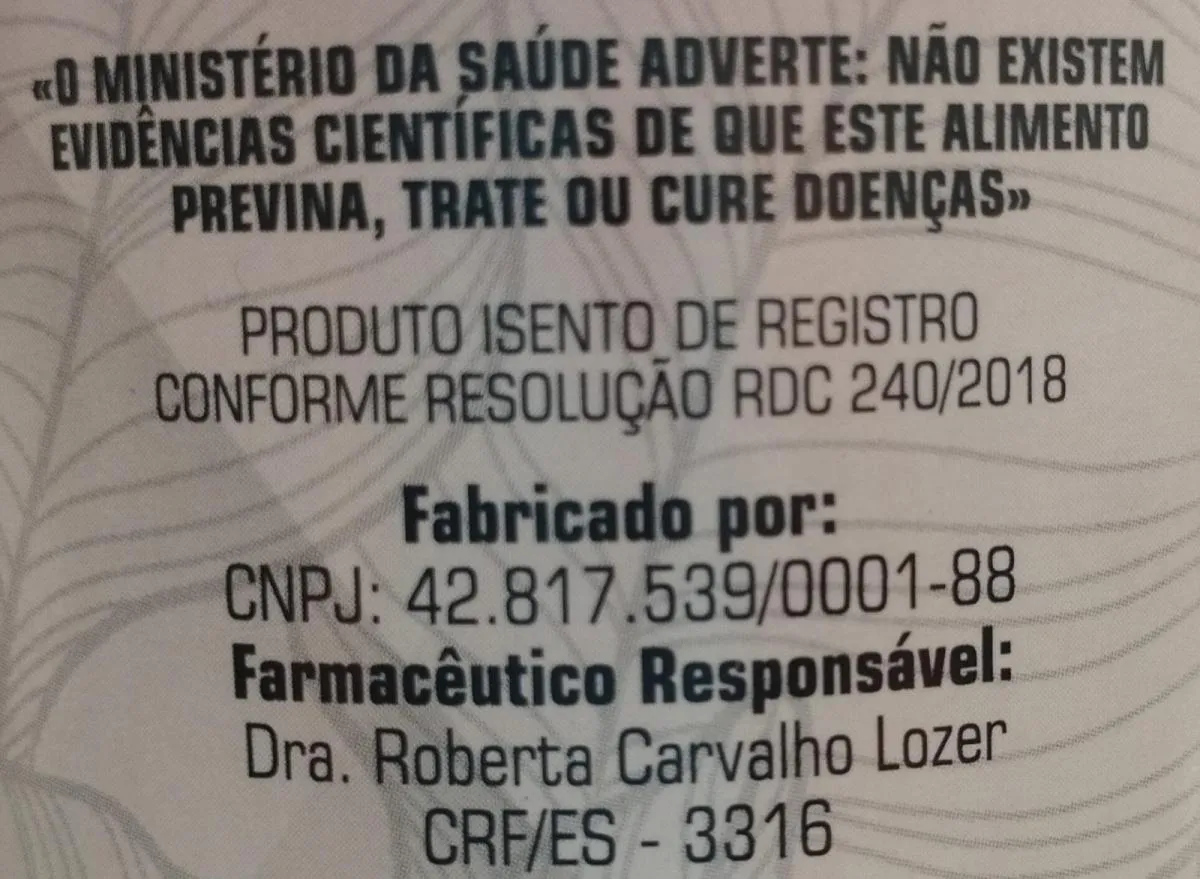 «O MINISTÉRIO DA SAÚDE ADVERTE: NÃO EXISTEM
EVIDÊNCIAS CIENTÍFICAS DE QUE ESTE ALIMENTO
PREVINA, TRATE OU CURE DOENÇAS»
PRODUTO ISENTO DE REGISTRO
CONFORME RESOLUÇÃO RDC 240/2018
Fabricado por:
CNPJ: 42.817.539/0001-88
Farmacêutico Responsável:
Dra. Roberta Carvalho Lozer
CRF/ES - 3316